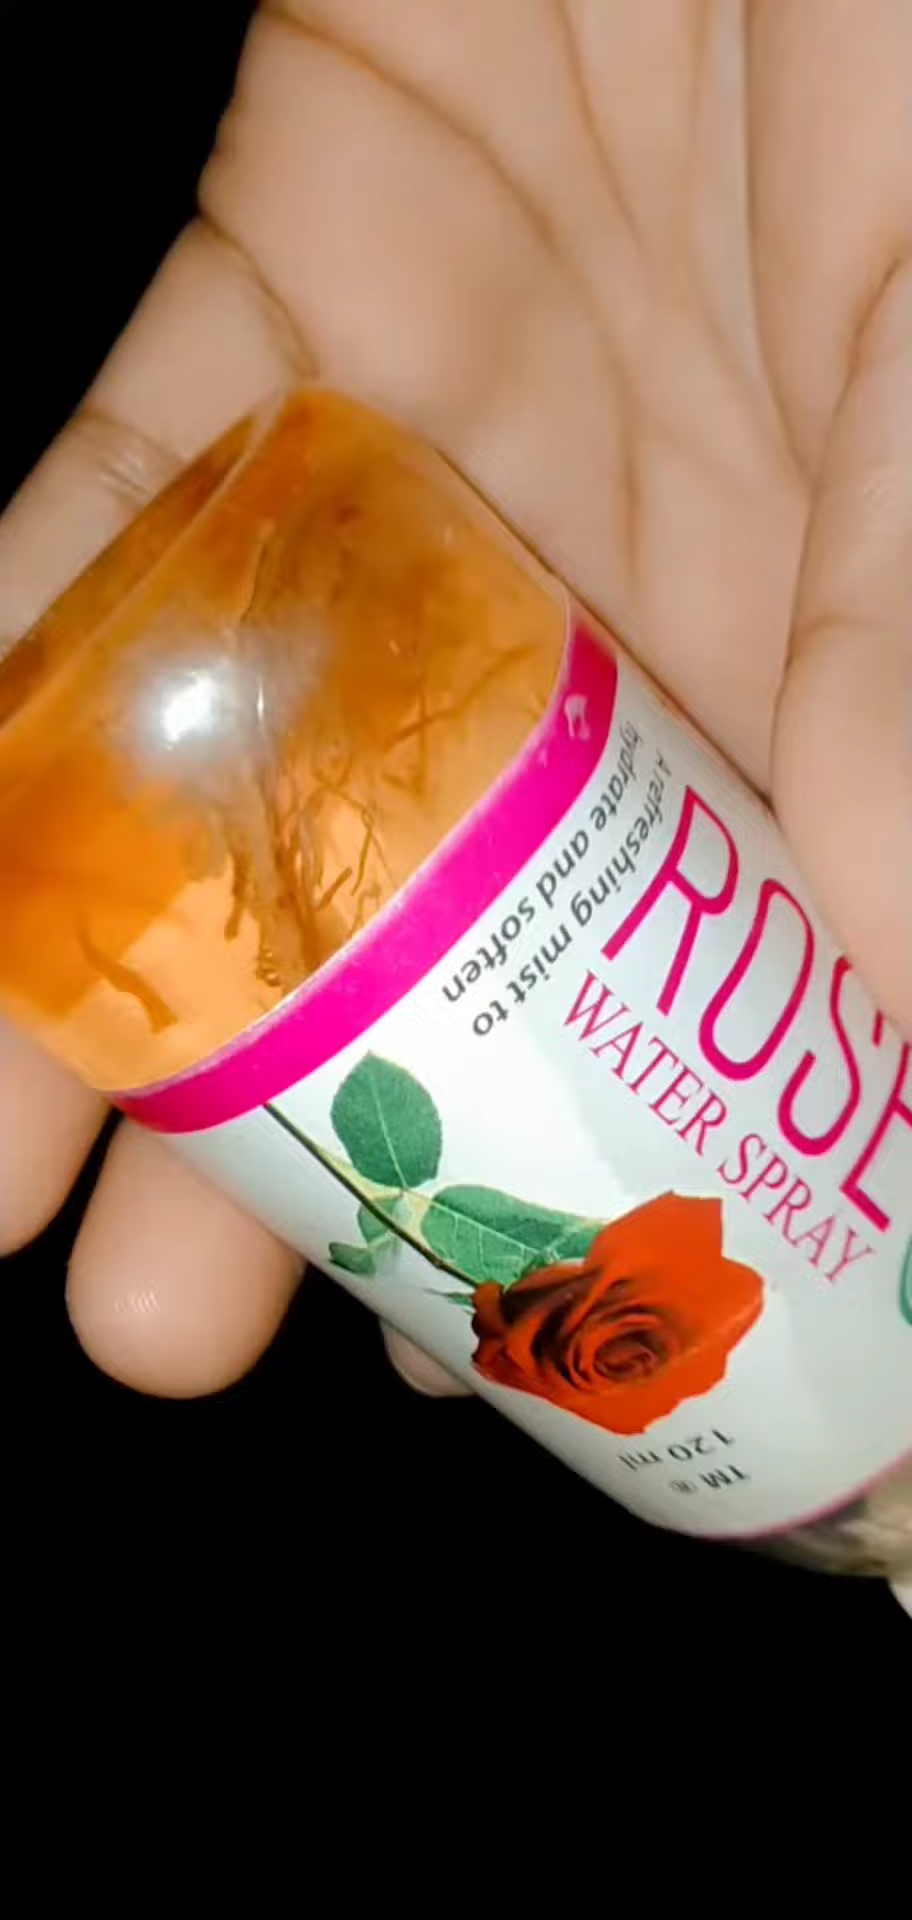 ROSE
WATER SPRAY
A refreshing mist to
hydrate and soften
120 ml
TM ®